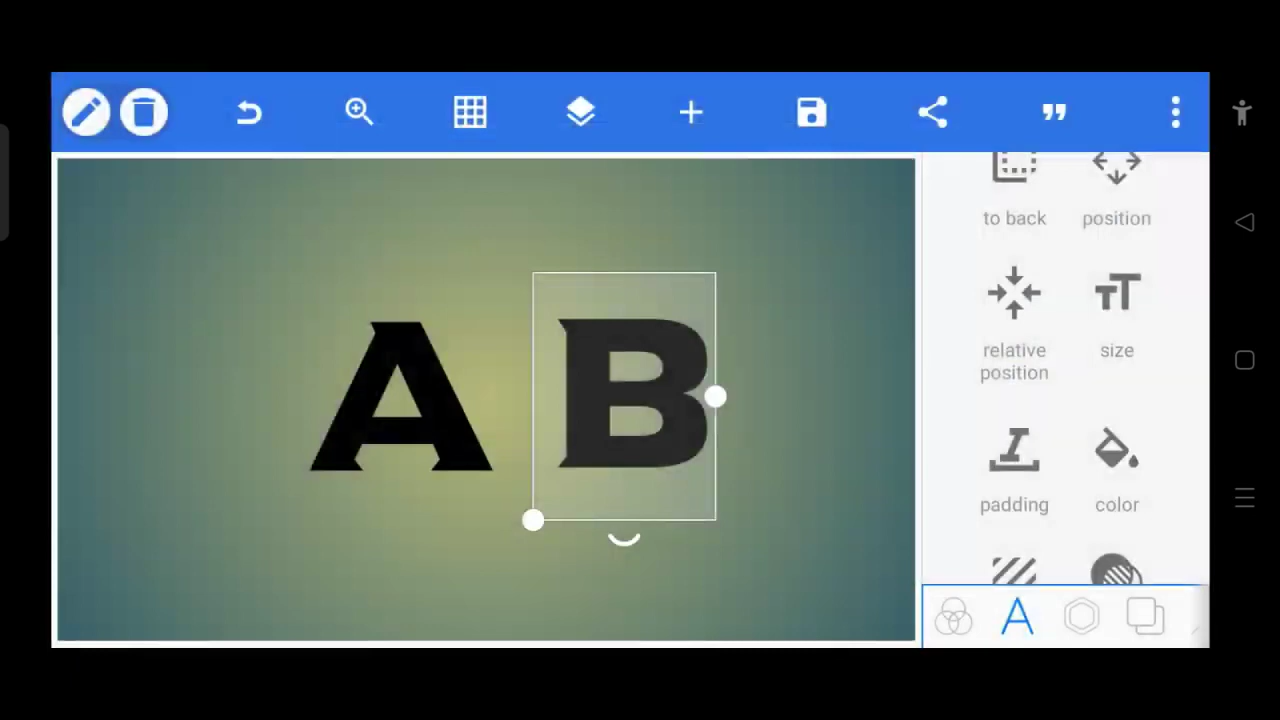 to back position
relative position size
padding color
A B